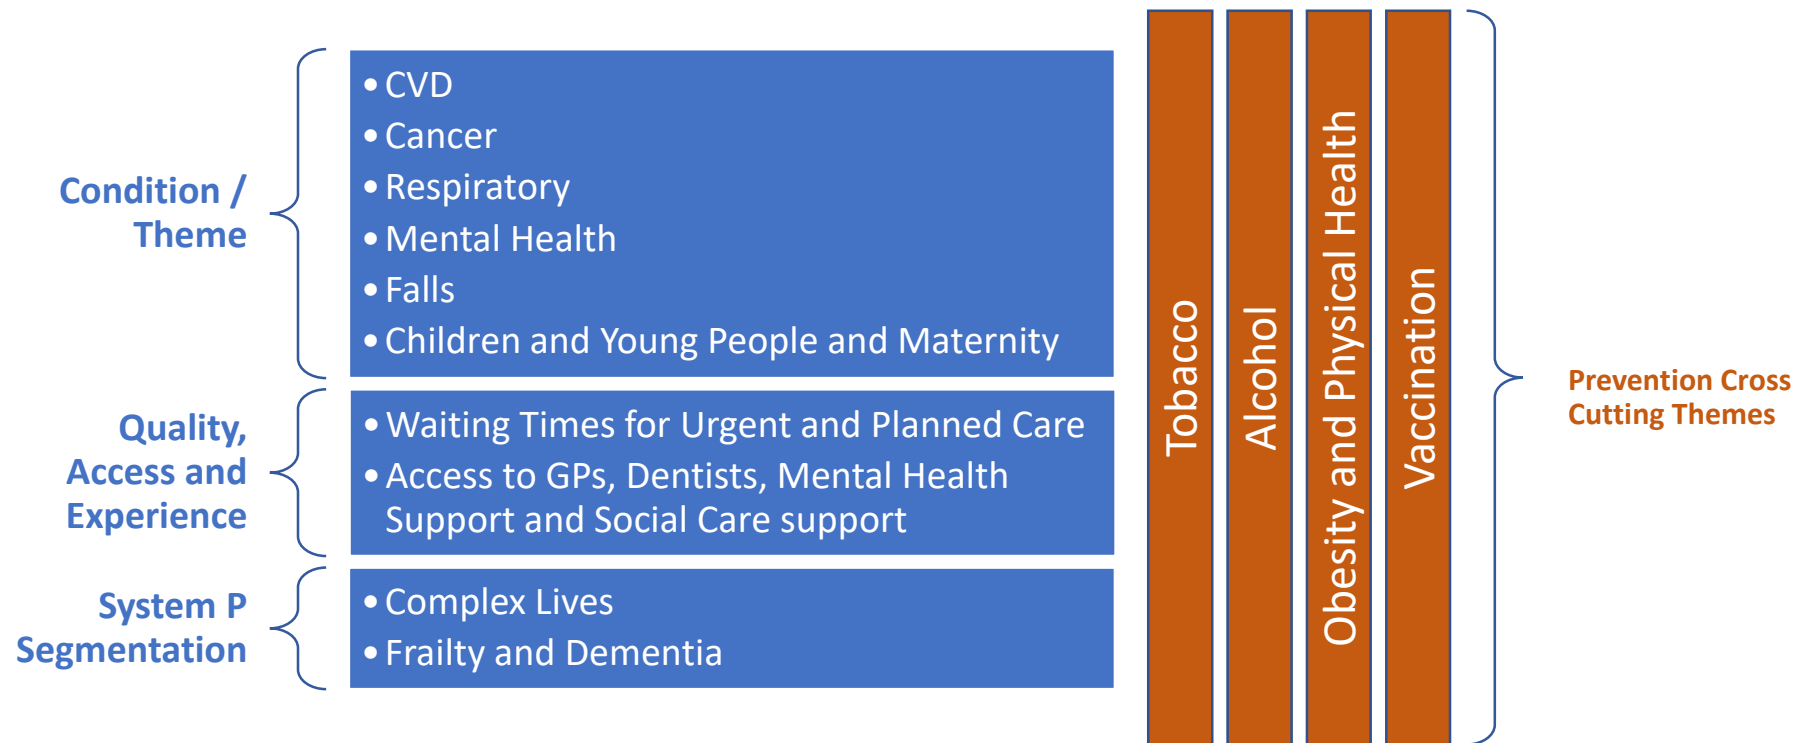 Condition /
Theme
• CVD
• Cancer
• Respiratory
• Mental Health
• Falls
• Children and Young People and Maternity
Quality,
Access and
Experience
• Waiting Times for Urgent and Planned Care
• Access to GPs, Dentists, Mental Health
Support and Social Care support
System P
Segmentation
• Complex Lives
• Frailty and Dementia
Tobacco
Alcohol
Obesity and Physical Health
Vaccination
Prevention Cross
Cutting Themes